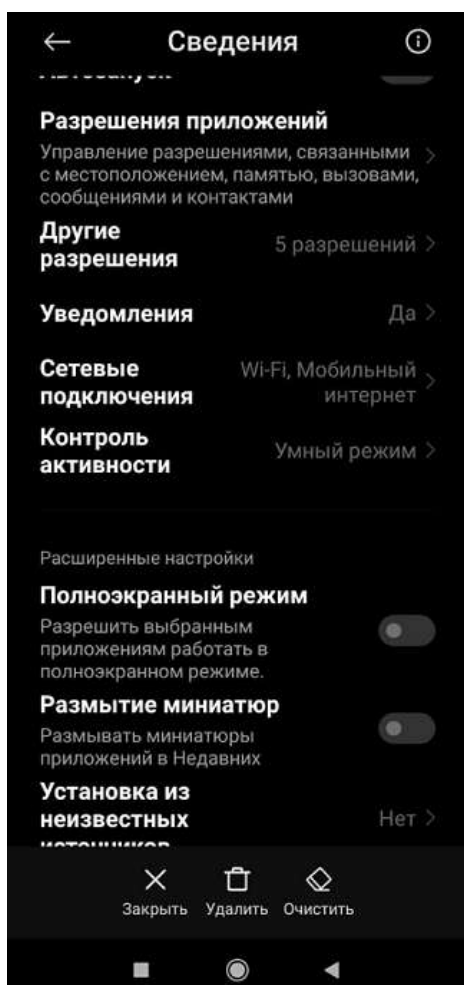 Сведения
Разрешения приложений
Управление разрешениями, связанными
с местоположением, памятью, вызовами,
сообщениями и контактами
Другие
разрешения
5 разрешений
Уведомления
Да
Сетевые
подключения
Wi-Fi, Мобильный
интернет
Контроль
активности
Умный режим
Расширенные настройки
Полноэкранный режим
Разрешить выбранным
приложениям работать в
полноэкранном режиме.
Размытие миниатюр
Размывать миниатюры
приложений в Недавних
Установка из
неизвестных
источников
Нет
Закрыть Удалить Очистить